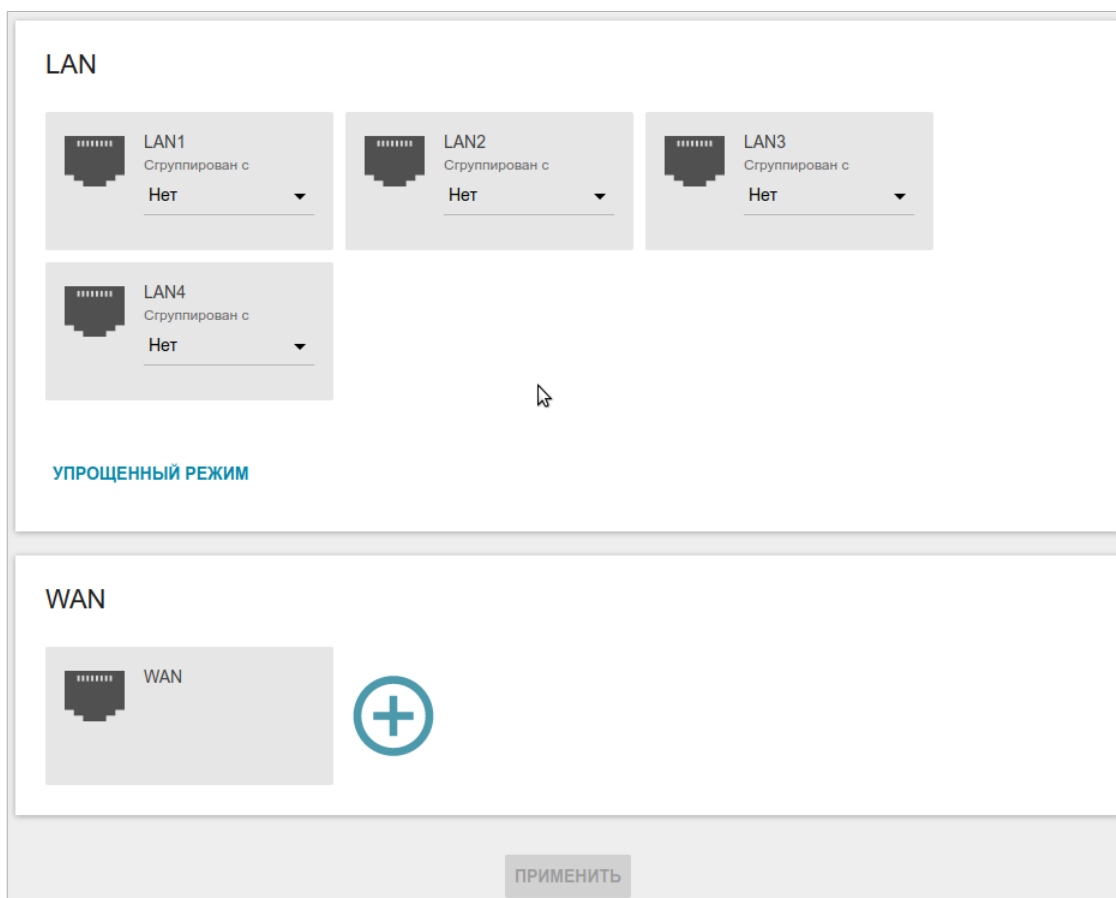 LAN
LAN1
Сгруппирован с
Нет
LAN2
Сгруппирован с
Нет
LAN3
Сгруппирован с
Нет
LAN4
Сгруппирован с
Нет
УПРОЩЕННЫЙ РЕЖИМ
WAN
WAN
ПРИМЕНИТЬ